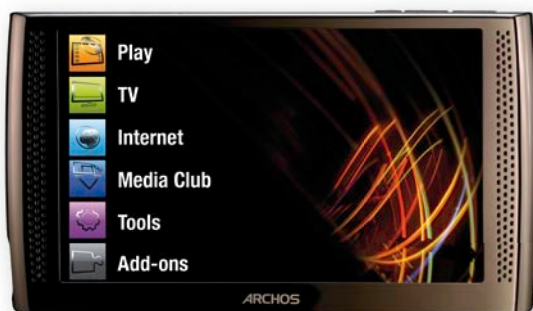 Play
TV
Internet
Media Club
Tools
Add-ons
ARCHOS